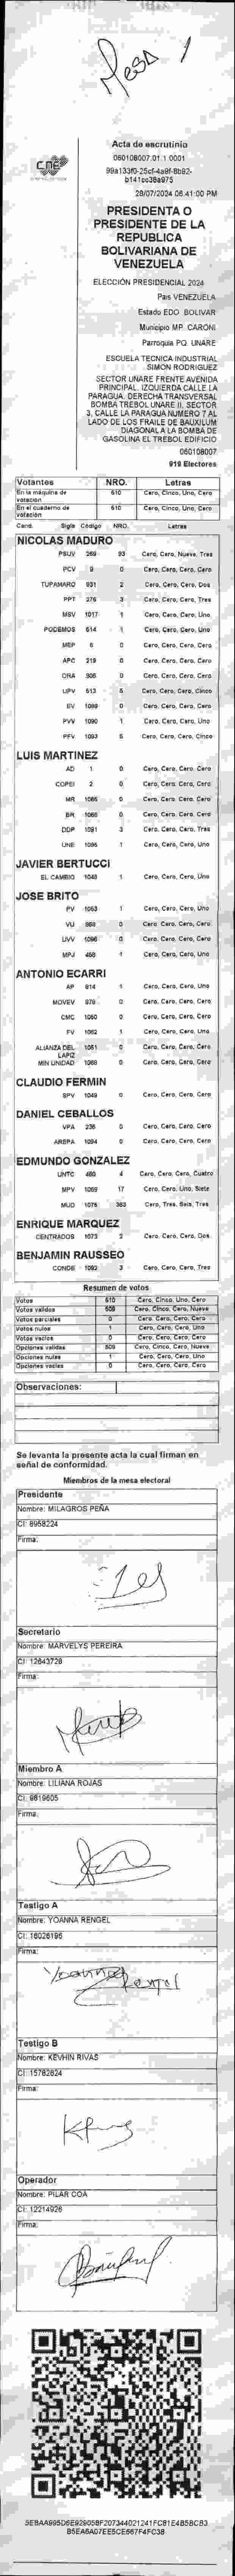 Mesa 1
CNE
Acta de escrutinio
060108007.01.1.0001
28/07/2024 06:41:00 PM
PRESIDENTA O
PRESIDENTE DE LA
REPUBLICA
BOLIVARIANA DE
VENEZUELA
ELECCIÓN PRESIDENCIAL 2024
Pais VENEZUELA
Estado EDO. BOLIVAR
Municipio MP. CARONI
Parroquia PQ. UNARE
ESCUELA TECNICA INDUSTRIAL
SIMON RODRIGUEZ
SECTOR UNARE FRENTE AVENIDA
PRINCIPAL. IZQUIERDA CALLE LA
PARAGUA. DERECHA TRANSVERSAL
BOMBA TREBOL UNARE II. SECTOR
3. CALLE LA PARAGUA NUMERO 7 AL
LADO DE LOS FRAILE DE BAUXILUM
DIAGONAL A LA BOMBA DE
GASOLINA EL TREBOL EDIFICIO
060108007
919 Electores
Votantes NRO. Letras
En la máquina de votación 510 Cero, Cinco, Uno, Cero
En el cuaderno de votación 510 Cero, Cinco, Uno, Cero
Cand. Sigla Código NRO. Letras
NICOLAS MADURO
PSUV 269 93 Cero, Cero, Nueve, Tres
PCV 9 0 Cero, Cero, Cero, Cero
TUPAMARO 931 2 Cero, Cero, Cero, Dos
PPT 276 3 Cero, Cero, Cero, Tres
MSV 1017 1 Cero, Cero, Cero, Uno
PODEMOS 614 1 Cero, Cero, Cero, Uno
MEP 6 0 Cero, Cero, Cero, Cero
APC 219 0 Cero, Cero, Cero, Cero
ORA 306 0 Cero, Cero, Cero, Cero
UPV 513 5 Cero, Cero, Cero, Cinco
EV 1089 0 Cero, Cero, Cero, Cero
PVV 1090 1 Cero, Cero, Cero, Uno
PFV 1093 5 Cero, Cero, Cero, Cinco
LUIS MARTINEZ
AD 1 0 Cero, Cero, Cero, Cero
COPEI 2 0 Cero, Cero, Cero, Cero
MR 1065 0 Cero, Cero, Cero, Cero
BR 1066 0 Cero, Cero, Cero, Cero
DDP 1091 3 Cero, Cero, Cero, Tres
UNE 1095 1 Cero, Cero, Cero, Uno
JAVIER BERTUCCI
EL CAMBIO 1048 1 Cero, Cero, Cero, Uno
JOSE BRITO
PV 1053 1 Cero, Cero, Cero, Uno
VU 968 0 Cero, Cero, Cero, Cero
UVV 1096 0 Cero, Cero, Cero, Cero
MPJ 468 1 Cero, Cero, Cero, Uno
ANTONIO ECARRI
AP 914 1 Cero, Cero, Cero, Uno
MOVEV 979 0 Cero, Cero, Cero, Cero
CMC 1050 0 Cero, Cero, Cero, Cero
FV 1052 1 Cero, Cero, Cero, Uno
ALIANZA DEL LAPIZ 1051 0 Cero, Cero, Cero, Cero
MIN UNIDAD 1068 0 Cero, Cero, Cero, Cero
CLAUDIO FERMIN
SPV 1049 0 Cero, Cero, Cero, Cero
DANIEL CEBALLOS
VPA 236 0 Cero, Cero, Cero, Cero
AREPA 1094 0 Cero, Cero, Cero, Cero
EDMUNDO GONZALEZ
UNTC 480 4 Cero, Cero, Cero, Cuatro
MPV 1069 17 Cero, Cero, Uno, Siete
MUD 1075 363 Cero, Tres, Seis, Tres
ENRIQUE MARQUEZ
CENTRADOS 1073 2 Cero, Cero, Cero, Dos
BENJAMIN RAUSSEO
CONDE 1092 3 Cero, Cero, Cero, Tres
Resumen de votos
Votos 510 Cero, Cinco, Uno, Cero
Votos validos 509 Cero, Cinco, Cero, Nueve
Votos parciales 0 Cero, Cero, Cero, Cero
Votos nulos 1 Cero, Cero, Cero, Uno
Votos vacíos 0 Cero, Cero, Cero, Cero
Opciones validas 509 Cero, Cinco, Cero, Nueve
Opciones nulas 1 Cero, Cero, Cero, Uno
Opciones vacías 0 Cero, Cero, Cero, Cero
Observaciones:
Se levanta la presente acta la cual firman en
señal de conformidad.
Miembros de la mesa electoral
Presidente
Nombre: MILAGROS PEÑA
CI: 8958224
Firma:
Secretario
Nombre: MARVELYS PEREIRA
CI: 12643728
Firma:
Miembro A
Nombre: LILIANA ROJAS
CI: 9819605
Firma:
Testigo A
Nombre: YOANNA RENGEL
CI: 16026196
Firma:
Yoanna Rengel
Testigo B
Nombre: KEVHIN RIVAS
CI: 15782824
Firma:
Operador
Nombre: PILAR COA
CI: 12214926
Firma: